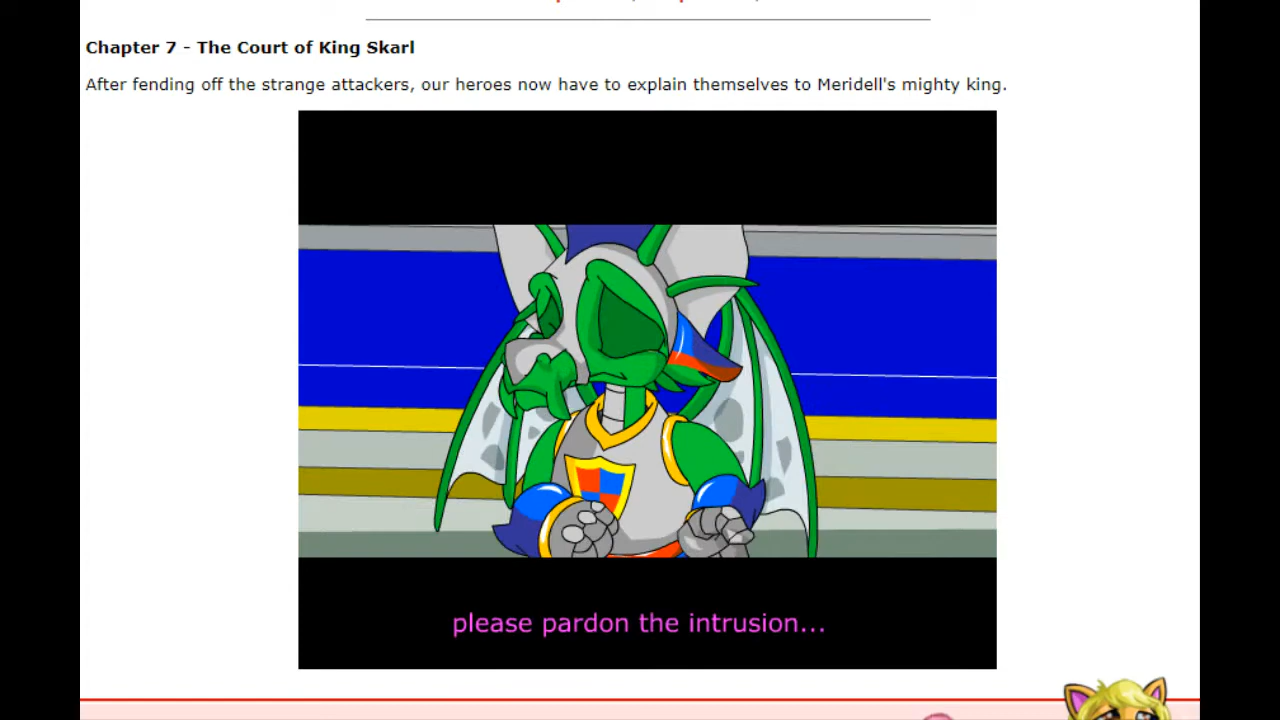 Chapter 7 - The Court of King Skarl
After fending off the strange attackers, our heroes now have to explain themselves to Meridell's mighty king.
please pardon the intrusion...